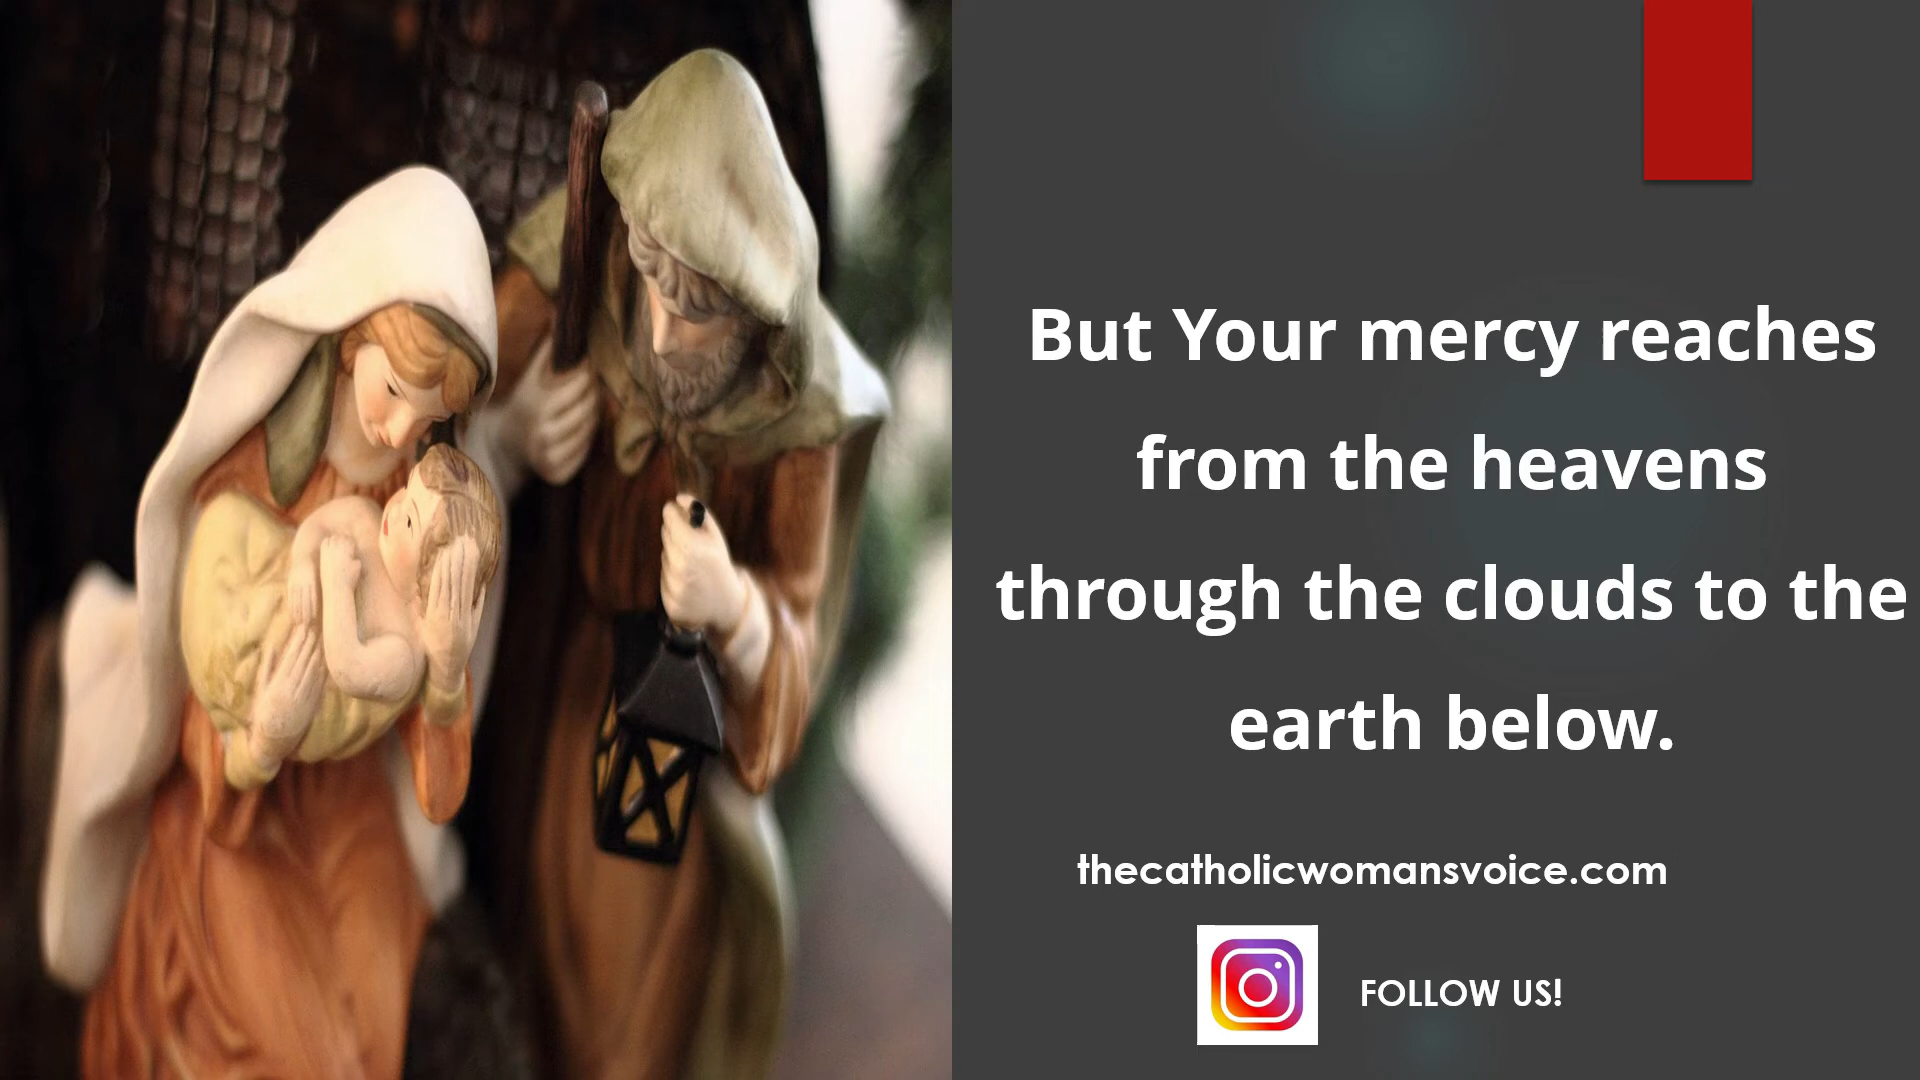 But Your mercy reaches
from the heavens
through the clouds to the
earth below.
thecatholicwomansvoice.com
FOLLOW US!